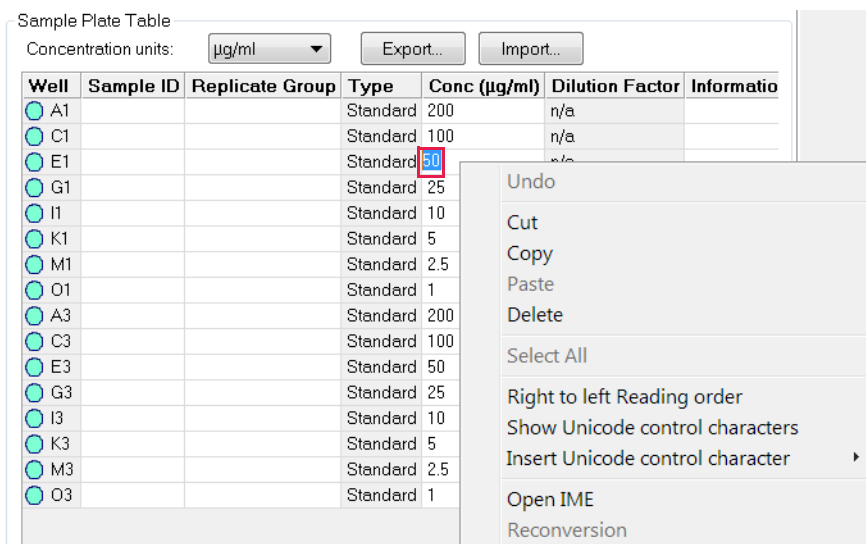 Sample Plate Table
Concentration units: µg/ml Export... Import...
Well Sample ID Replicate Group Type Conc (µg/ml) Dilution Factor Informatio
A1 Standard 200 n/a
C1 Standard 100 n/a
E1 Standard 50 n/a
G1 Standard 25
I1 Standard 10
K1 Standard 5
M1 Standard 2.5
O1 Standard 1
A3 Standard 200
C3 Standard 100
E3 Standard 50
G3 Standard 25
I3 Standard 10
K3 Standard 5
M3 Standard 2.5
O3 Standard 1
Undo
Cut
Copy
Paste
Delete
Select All
Right to left Reading order
Show Unicode control characters
Insert Unicode control character
Open IME
Reconversion